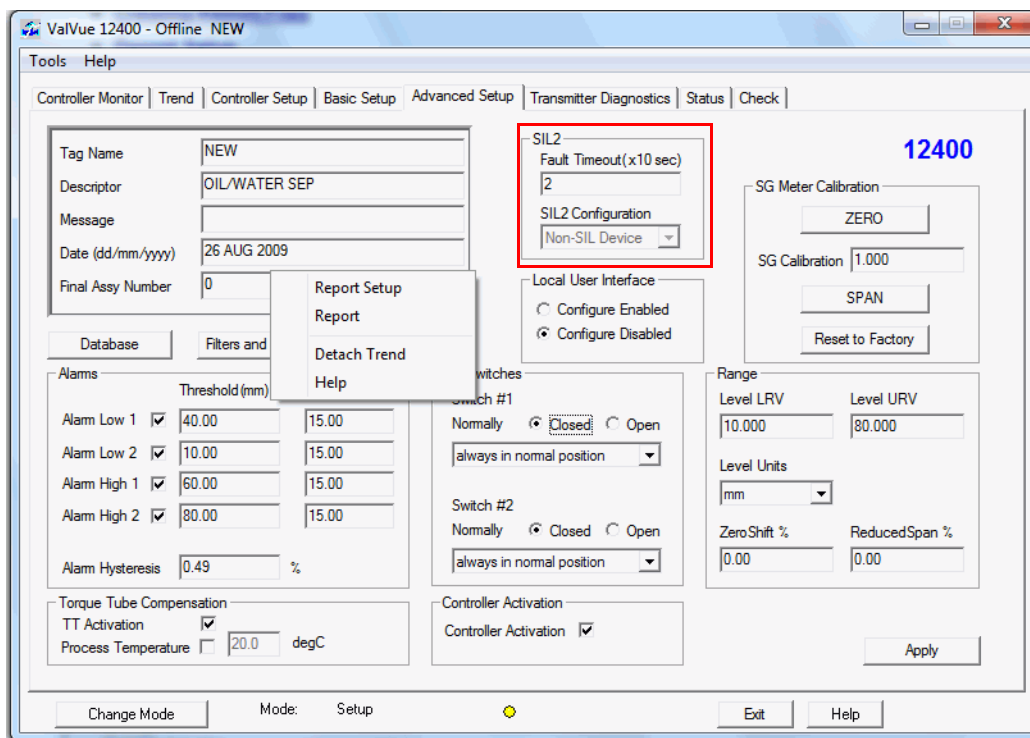 ValVue 12400 - Offline NEW
Tools Help
Controller Monitor Trend Controller Setup Basic Setup Advanced Setup Transmitter Diagnostics Status Check
Tag Name NEW
Descriptor OIL/WATER SEP
Message
Date (dd/mm/yyyy) 26 AUG 2009
Final Assy Number 0
Database Filters and
Report Setup
Report
Detach Trend
Help
SIL2
Fault Timeout(x10 sec)
2
SIL2 Configuration
Non-SIL Device
Local User Interface
Configure Enabled
Configure Disabled
12400
SG Meter Calibration
ZERO
SG Calibration 1.000
SPAN
Reset to Factory
Alarms
Threshold (mm)
Alarm Low 1 40.00 15.00
Alarm Low 2 10.00 15.00
Alarm High 1 60.00 15.00
Alarm High 2 80.00 15.00
Alarm Hysteresis 0.49 %
Switch #1
Normally Closed Open
always in normal position
Switch #2
Normally Closed Open
always in normal position
Range
Level LRV Level URV
10.000 80.000
Level Units
mm
Zero Shift % Reduced Span %
0.00 0.00
Torque Tube Compensation
TT Activation
Process Temperature 20.0 degC
Controller Activation
Controller Activation
Apply
Change Mode Mode: Setup Exit Help